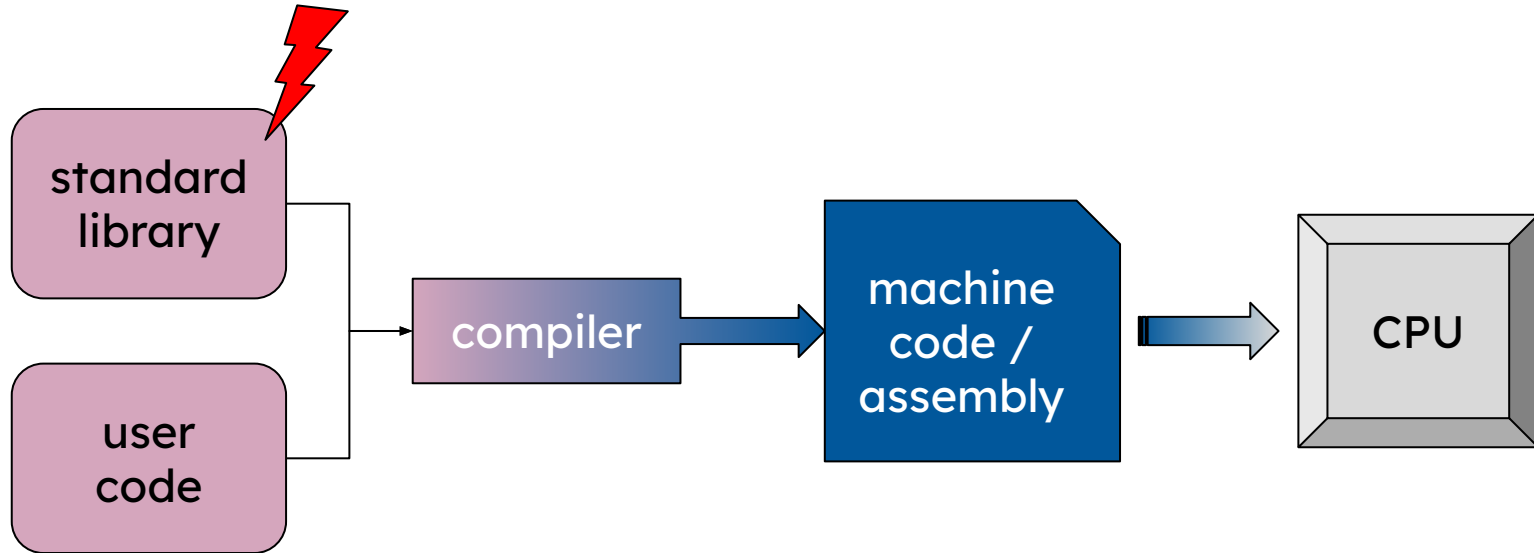 standard
library
user
code
compiler
machine
code /
assembly
CPU